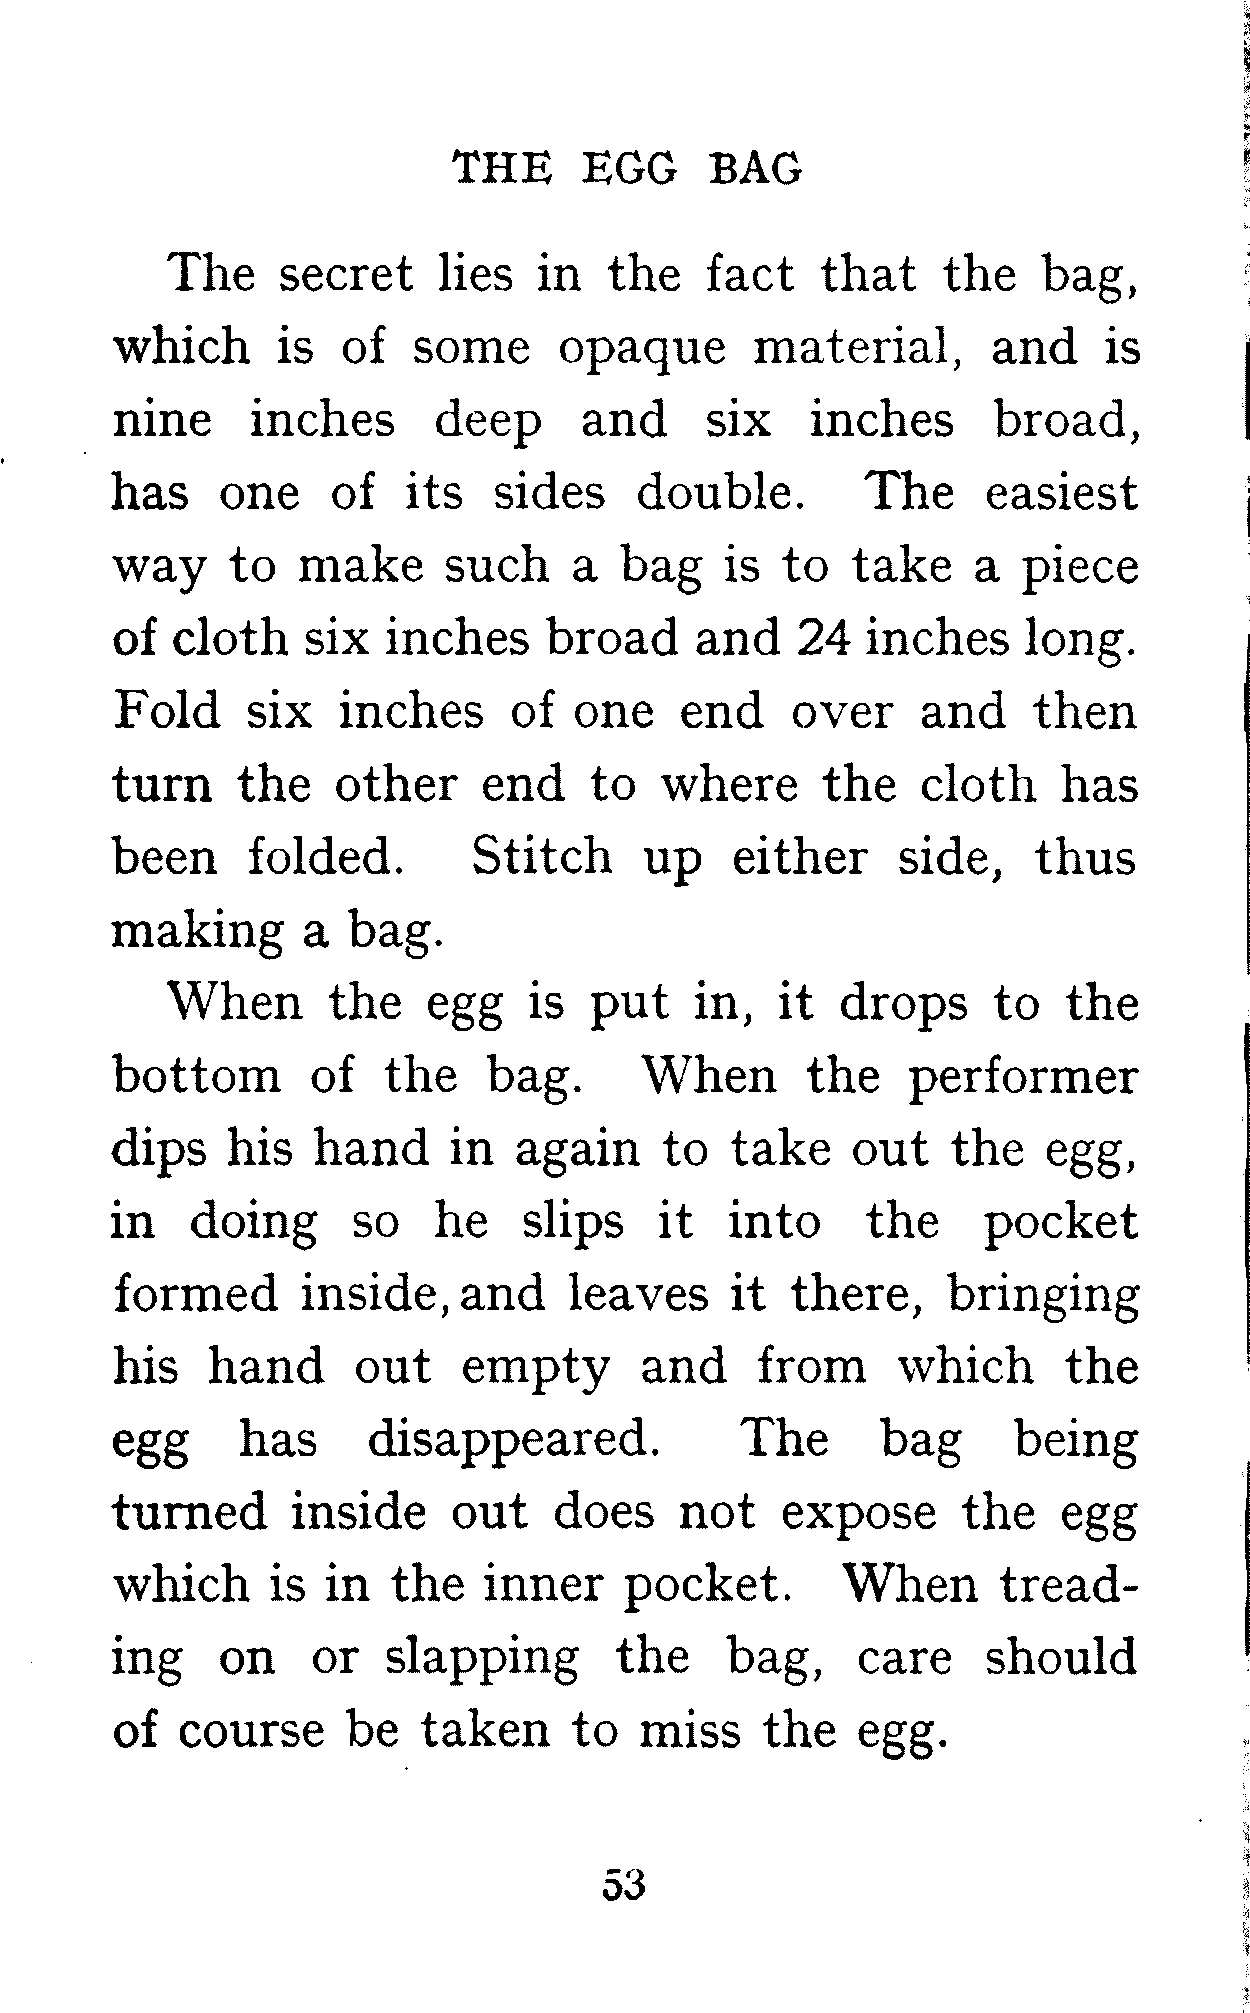 THE EGG BAG
The secret lies in the fact that the bag,
which is of some opaque material, and is
nine inches deep and six inches broad,
has one of its sides double. The easiest
way to make such a bag is to take a piece
of cloth six inches broad and 24 inches long.
Fold six inches of one end over and then
turn the other end to where the cloth has
been folded. Stitch up either side, thus
making a bag.
When the egg is put in, it drops to the
bottom of the bag. When the performer
dips his hand in again to take out the egg,
in doing so he slips it into the pocket
formed inside, and leaves it there, bringing
his hand out empty and from which the
egg has disappeared. The bag being
turned inside out does not expose the egg
which is in the inner pocket. When tread-
ing on or slapping the bag, care should
of course be taken to miss the egg.
53